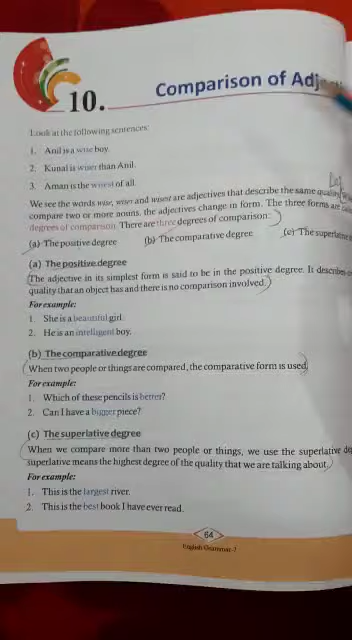 10. Comparison of Adj
Look at the following sentences:
1. Anil is a wise boy.
2. Kunal is wiser than Anil.
3. Aman is the wisest of all.
We see the words wise, wiser and wisest are adjectives that describe the same quality.
compare two or more nouns, the adjectives change in form. The three forms are
degrees of comparison. There are three degrees of comparison:
(a) The positive degree (b) The comparative degree (c) The superlative
(a) The positive degree
The adjective in its simplest form is said to be in the positive degree. It describes
quality that an object has and there is no comparison involved.
For example:
1. She is a beautiful girl.
2. He is an intelligent boy.
(b) The comparative degree
When two people or things are compared, the comparative form is used.
For example:
1. Which of these pencils is better?
2. Can I have a bigger piece?
(c) The superlative degree
When we compare more than two people or things, we use the superlative
superlative means the highest degree of the quality that we are talking about.
For example:
1. This is the largest river.
2. This is the best book I have ever read.
64
English Grammar-7